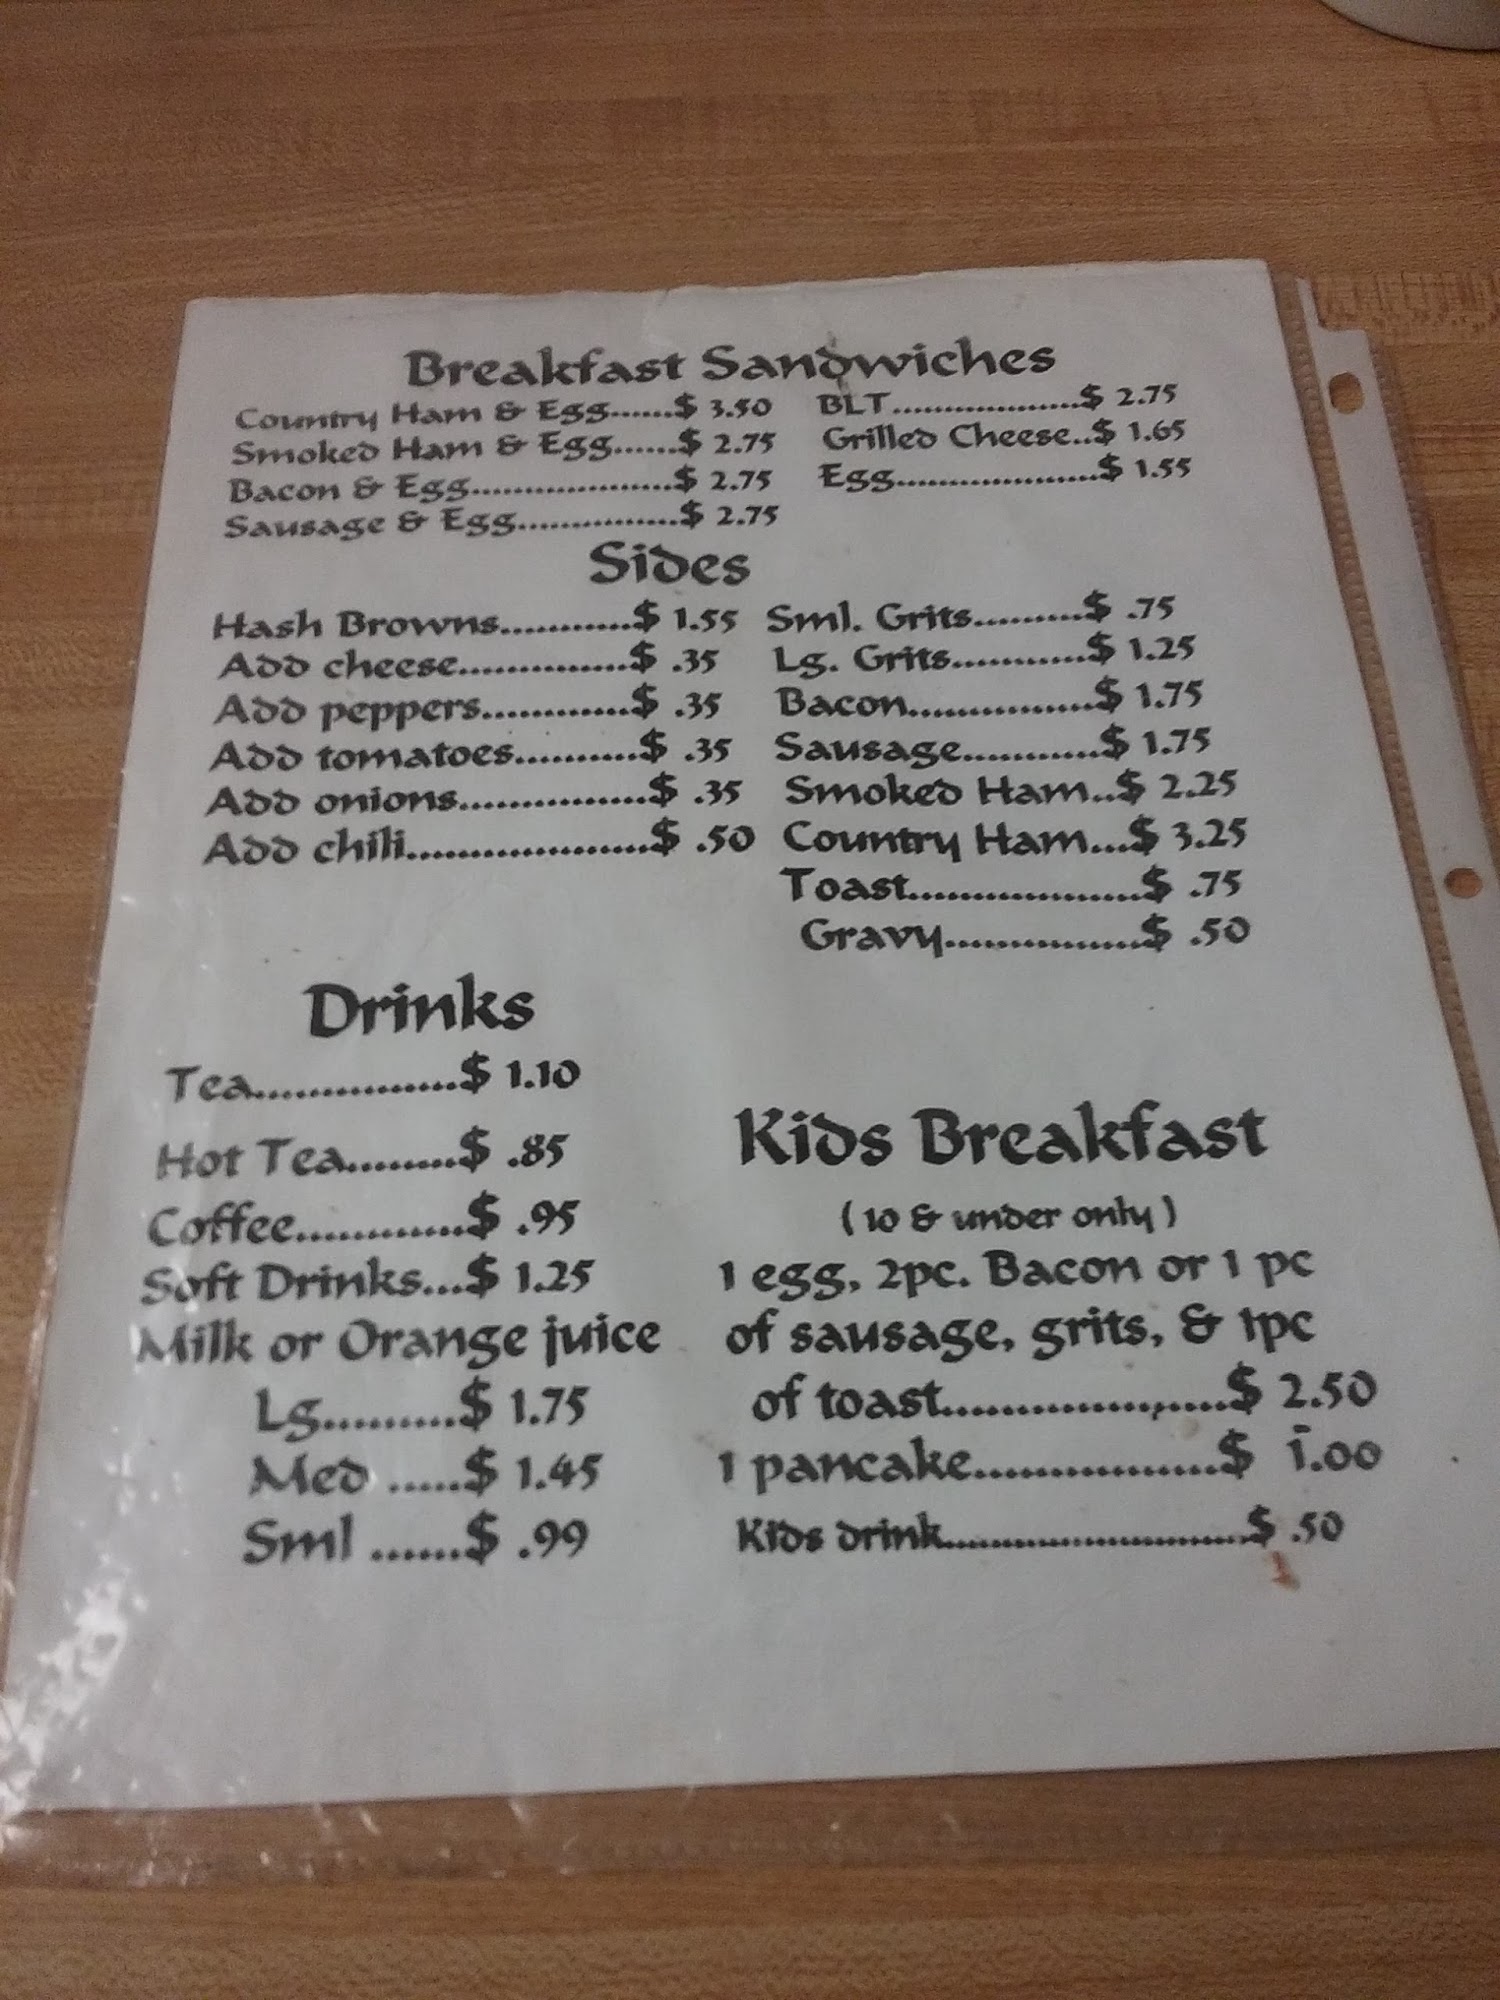 Breakfast Sandwiches
Country Ham & Egg.......$ 3.50
Smoked Ham & Egg.......$ 2.75
Bacon & Egg......................$ 2.75
Sausage & Egg.................$ 2.75
BLT....................$ 2.75
Grilled Cheese..$ 1.65
Egg......................$ 1.55
Sides
Hash Browns............$ 1.55
Add cheese................$ .35
Add peppers.............$ .35
Add tomatoes...........$ .35
Add onions.................$ .35
Add chili.....................$ .50
Sml. Grits..........$ .75
Lg. Grits............$ 1.25
Bacon.................$ 1.75
Sausage............$ 1.75
Smoked Ham..$ 2.25
Country Ham...$ 3.25
Toast.....................$ .75
Gravy.................$ .50
Drinks
Tea.................$ 1.10
Hot Tea.........$ .85
Coffee.............$ .95
Soft Drinks...$ 1.25
Milk or Orange juice
Lg..........$ 1.75
Med ......$ 1.45
Sml .......$ .99
Kids Breakfast
( 10 & under only )
1 egg, 2pc. Bacon or 1 pc
of sausage, grits, & 1pc
of toast.......................$ 2.50
1 pancake..................$ 1.00
Kids drink............................$ .50